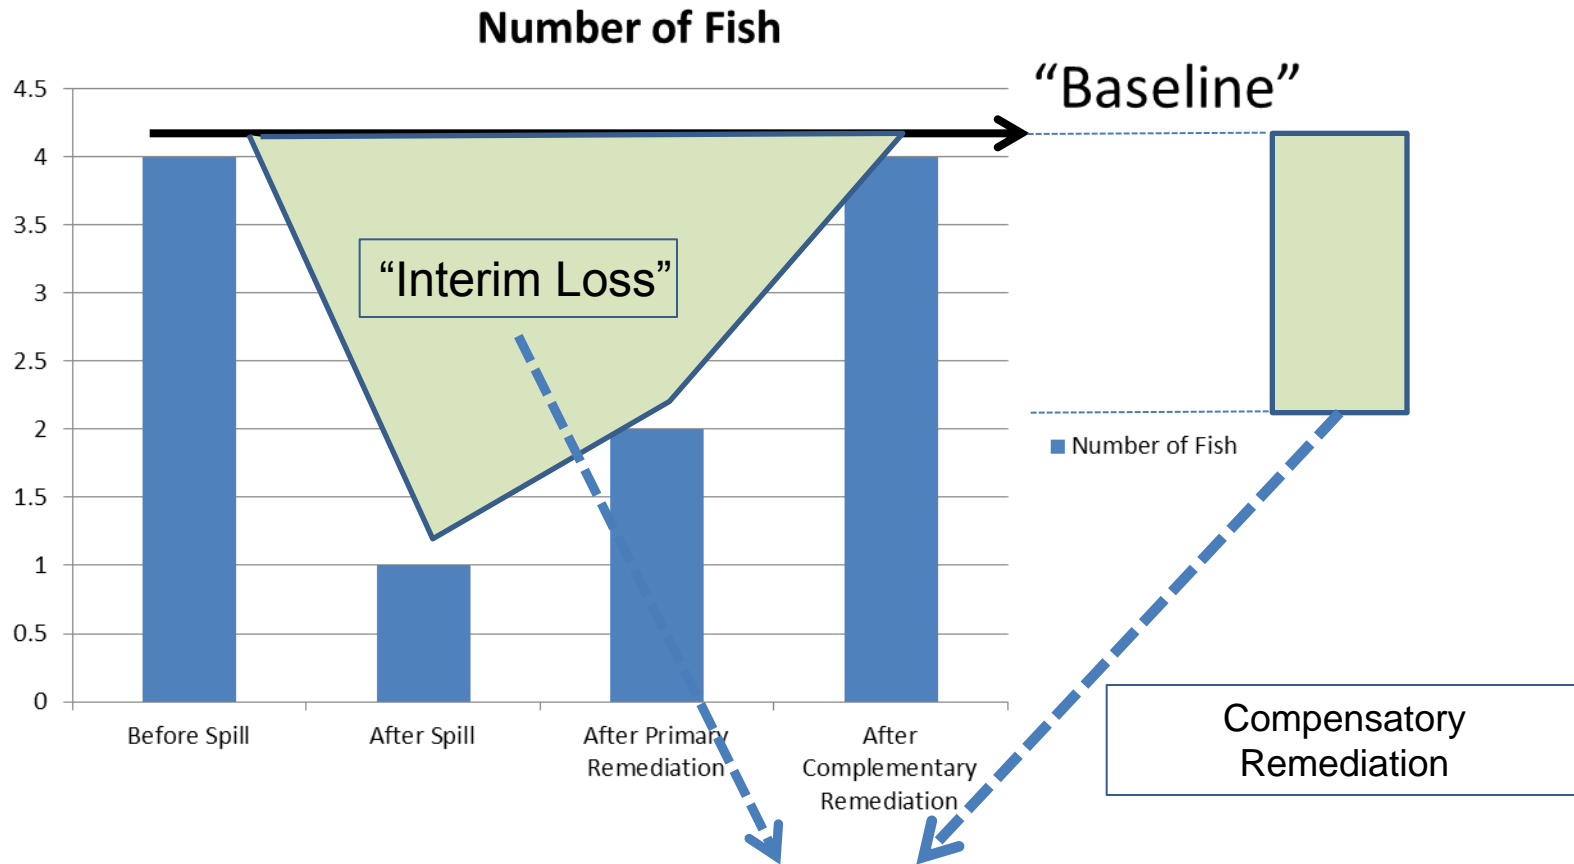 Number of Fish
“Baseline”
4.5
4
3.5
3
2.5
2
1.5
1
0.5
0
“Interim Loss”
Number of Fish
Before Spill
After Spill
After Primary
Remediation
After
Complementary
Remediation
Compensatory
Remediation